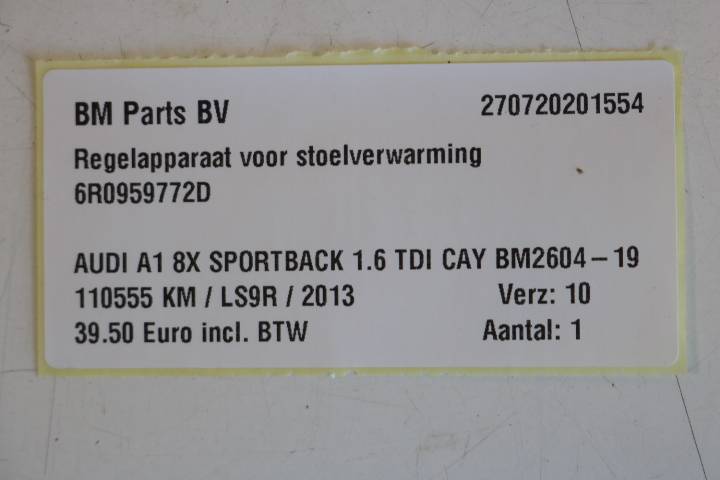 BM Parts BV 270720201554
Regelapparaat voor stoelverwarming
6R0959772D
AUDI A1 8X SPORTBACK 1.6 TDI CAY BM2604-19
110555 KM / LS9R / 2013 Verz: 10
39.50 Euro incl. BTW Aantal: 1